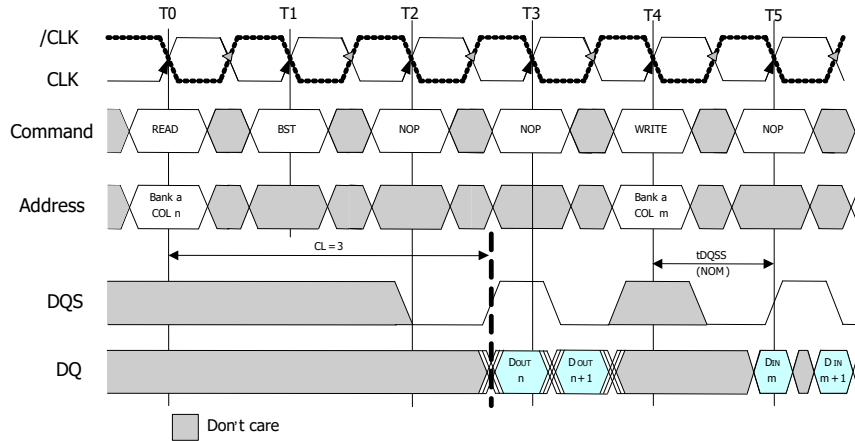 T0 T1 T2 T3 T4 T5
/CLK
CLK
Command READ BST NOP NOP WRITE NOP
Address Bank a COL n Bank a COL m
CL = 3
tDQSS
(NOM)
DQS
DQ DOUT n DOUT n+1 DIN m DIN m + 1
Don't care